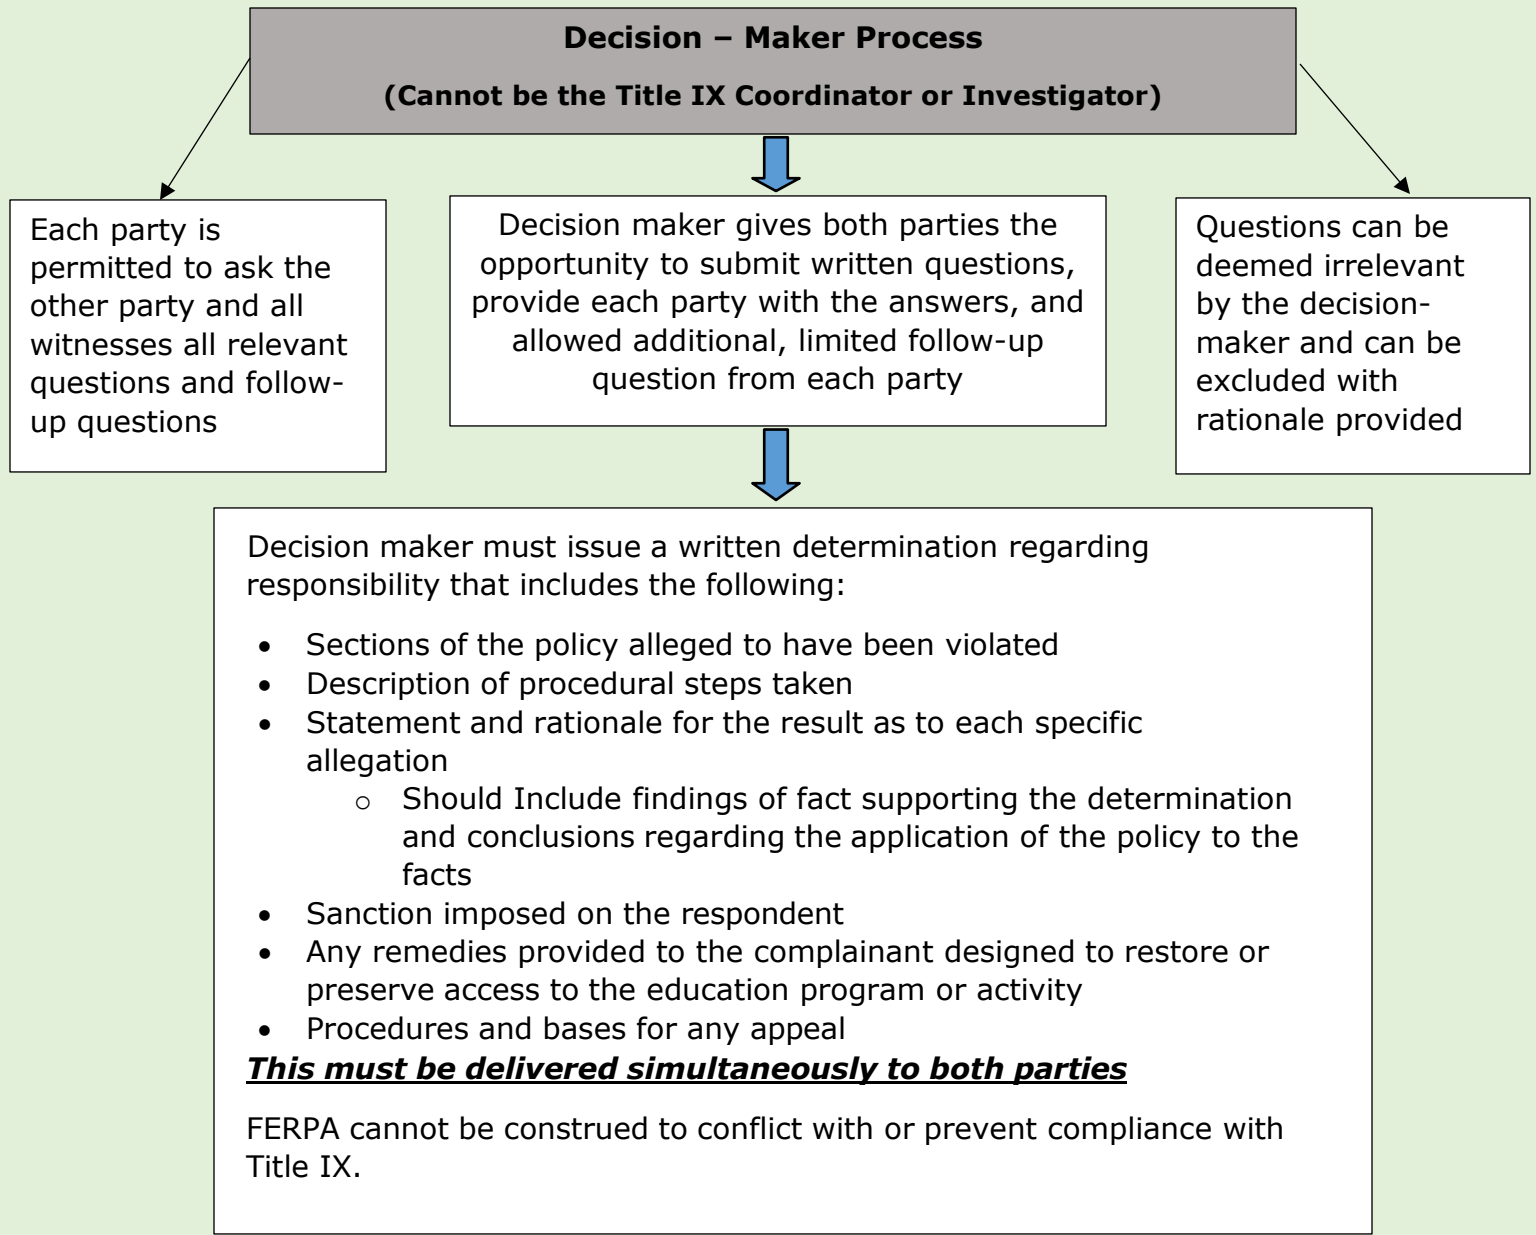 Decision – Maker Process
(Cannot be the Title IX Coordinator or Investigator)
Each party is
permitted to ask the
other party and all
witnesses all relevant
questions and follow-
up questions
Decision maker gives both parties the
opportunity to submit written questions,
provide each party with the answers, and
allowed additional, limited follow-up
question from each party
Questions can be
deemed irrelevant
by the decision-
maker and can be
excluded with
rationale provided
Decision maker must issue a written determination regarding
responsibility that includes the following:
• Sections of the policy alleged to have been violated
• Description of procedural steps taken
• Statement and rationale for the result as to each specific
allegation
o Should Include findings of fact supporting the determination
and conclusions regarding the application of the policy to the
facts
• Sanction imposed on the respondent
• Any remedies provided to the complainant designed to restore or
preserve access to the education program or activity
• Procedures and bases for any appeal
This must be delivered simultaneously to both parties
FERPA cannot be construed to conflict with or prevent compliance with
Title IX.